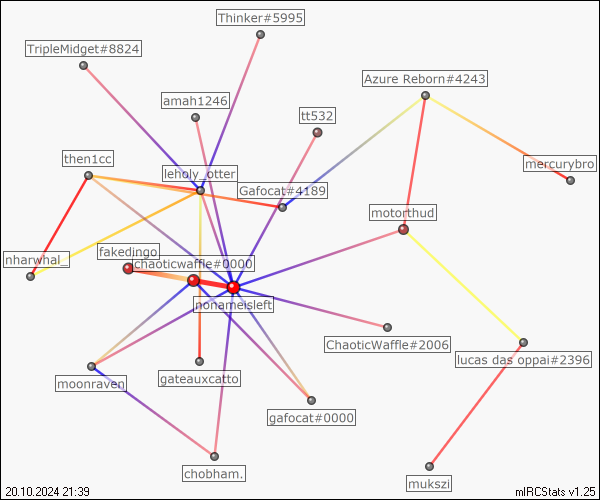 Thinker#5995
TripleMidget#8824
Azure Reborn#4243
amah1246
tt532
then1cc
leholy_otter
mercurybro
Gafocat#4189
motorthud
fakedingo
nharwhal_
chaoticwaffle#0000
nonameisleft
ChaoticWaffle#2006
lucas das oppai#2396
gateauxcatto
moonraven
gafocat#0000
chobham.
mukszi
20.10.2024 21:39
mIRCStats v1.25